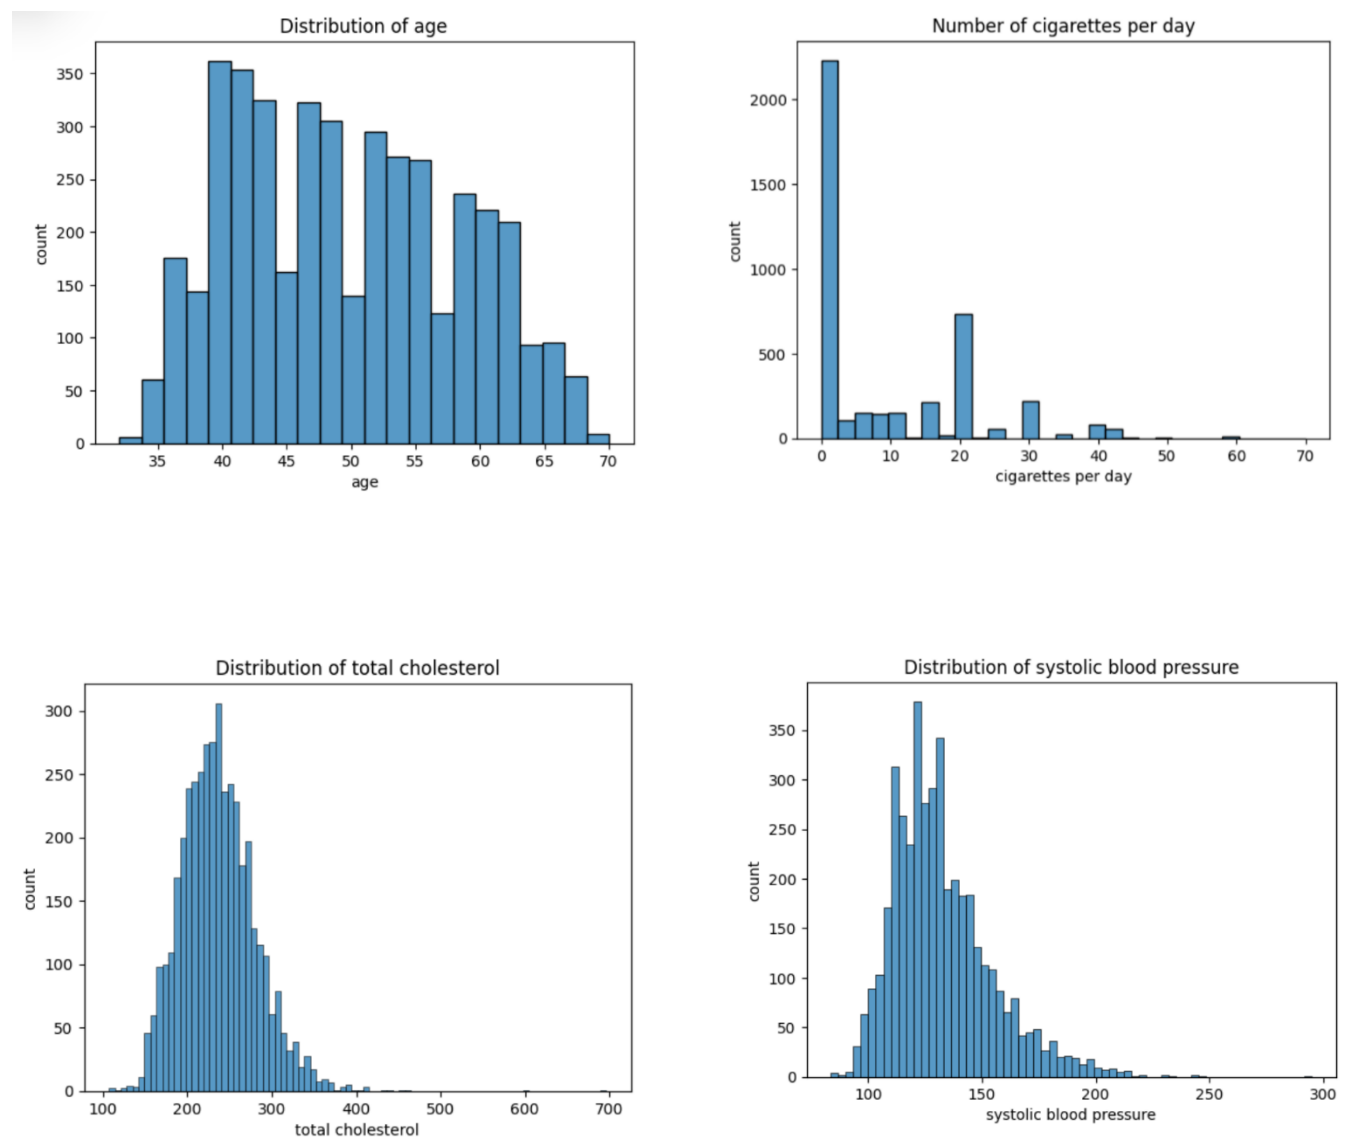 Distribution of age
350
300
250
200
150
100
50
0
count
35 40 45 50 55 60 65 70
age
Number of cigarettes per day
2000
1500
1000
500
0
count
0 10 20 30 40 50 60 70
cigarettes per day
Distribution of total cholesterol
300
250
200
150
100
50
0
count
100 200 300 400 500 600 700
total cholesterol
Distribution of systolic blood pressure
350
300
250
200
150
100
50
0
count
100 150 200 250 300
systolic blood pressure